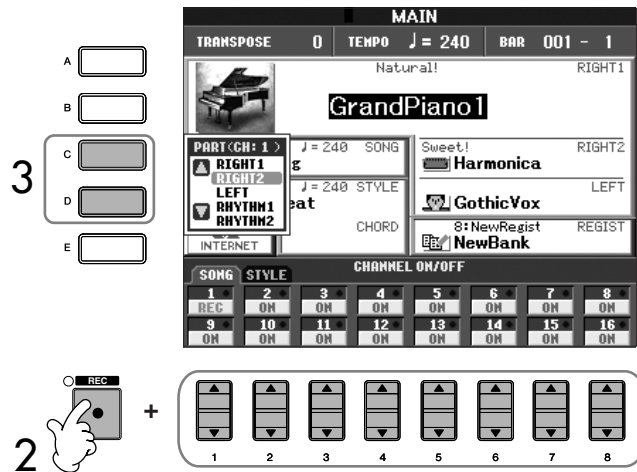 MAIN
TRANSPOSE 0 TEMPO ♩= 240 BAR 001 - 1
A
Natural! RIGHT1
B
GrandPiano1
3
C
PART(CH: 1 )
♩= 240 SONG
Sweet! RIGHT2
RIGHT1
g
Harmonica
RIGHT2
♩= 240 STYLE
LEFT
D
LEFT
eat
GothicVox
RHYTHM1
RHYTHM2
CHORD
8:NewRegist REGIST
E
INTERNET
NewBank
SONG STYLE CHANNEL ON/OFF
1 2 3 4 5 6 7 8
REC ON ON ON ON ON ON ON
9 10 11 12 13 14 15 16
ON ON ON ON ON ON ON ON
REC
2
+
1 2 3 4 5 6 7 8